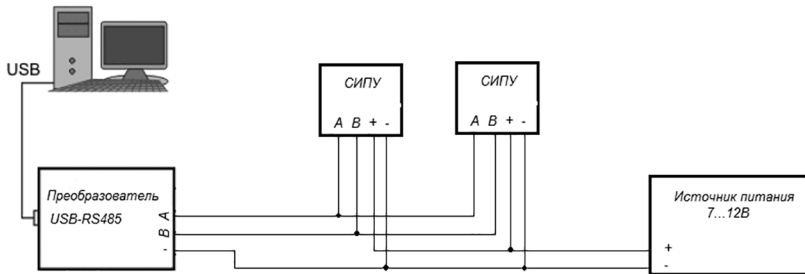 USB
СИПУ
A B + -
СИПУ
A B + -
Преобразователь
USB-RS485
A
B
-
Источник питания
7...12В
+
-